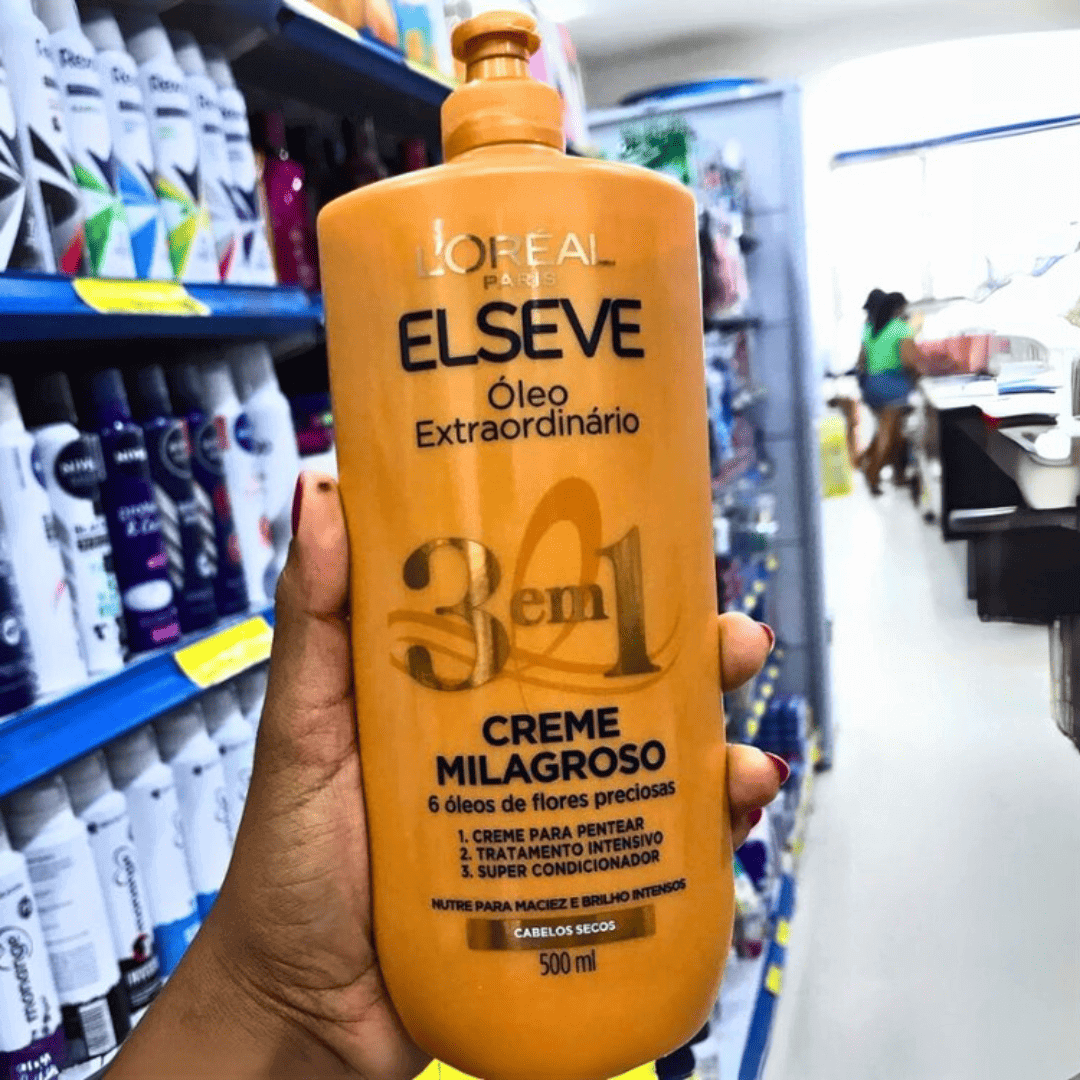 L'ORÉAL
PARIS
ELSEVE
Óleo
Extraordinário
3 em 1
CREME
MILAGROSO
6 óleos de flores preciosas
1. CREME PARA PENTEAR
2. TRATAMENTO INTENSIVO
3. SUPER CONDICIONADOR
NUTRE PARA MACIEZ E BRILHO INTENSOS
CABELOS SECOS
500 ml
monange